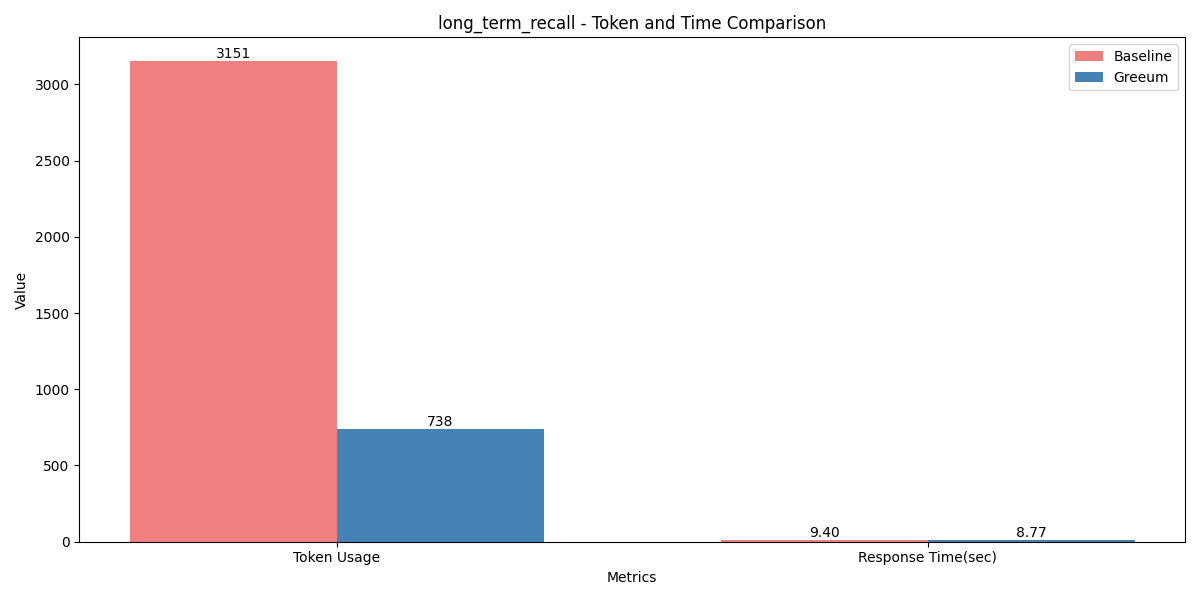 long_term_recall - Token and Time Comparison
Baseline
Greeum
3151
738
9.40
8.77
3000
2500
2000
1500
1000
500
0
Value
Token Usage
Response Time(sec)
Metrics